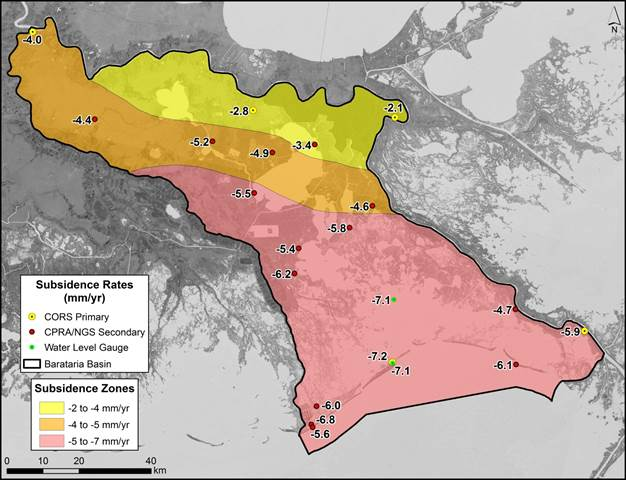 N
-4.0
-2.8
-2.1
-4.4
-5.2
-4.9
-3.4
-5.5
-4.6
-5.8
-5.4
-6.2
-7.1
-4.7
-5.9
-7.2
-7.1
-6.1
-6.0
-6.8
-5.6
Subsidence Rates
(mm/yr)
CORS Primary
CPRA/NGS Secondary
Water Level Gauge
Barataria Basin
Subsidence Zones
-2 to -4 mm/yr
-4 to -5 mm/yr
-5 to -7 mm/yr
0 10 20 40
km